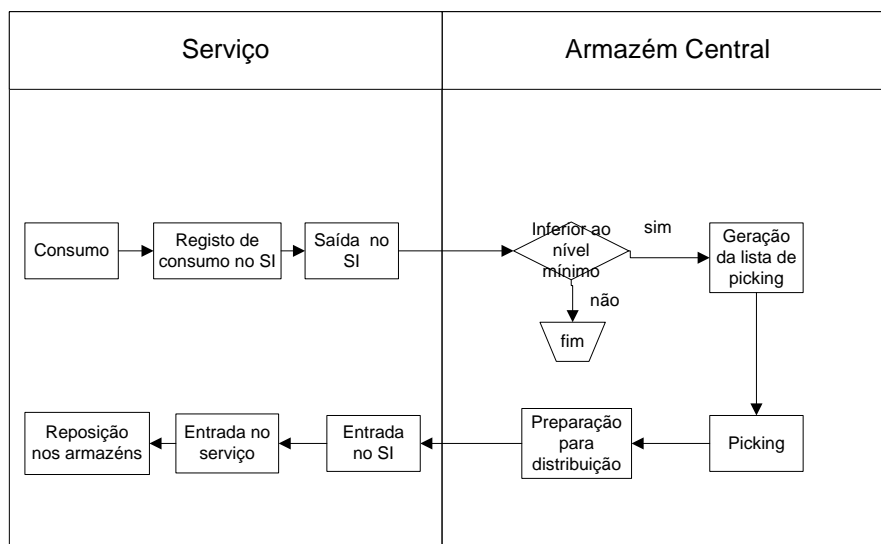 Serviço
Armazém Central
Consumo
Registo de
consumo no SI
Saída no
SI
Inferior ao
nível
mínimo
sim
Geração
da lista de
picking
não
fim
Reposição
nos armazéns
Entrada no
serviço
Entrada
no SI
Preparação
para
distribuição
Picking